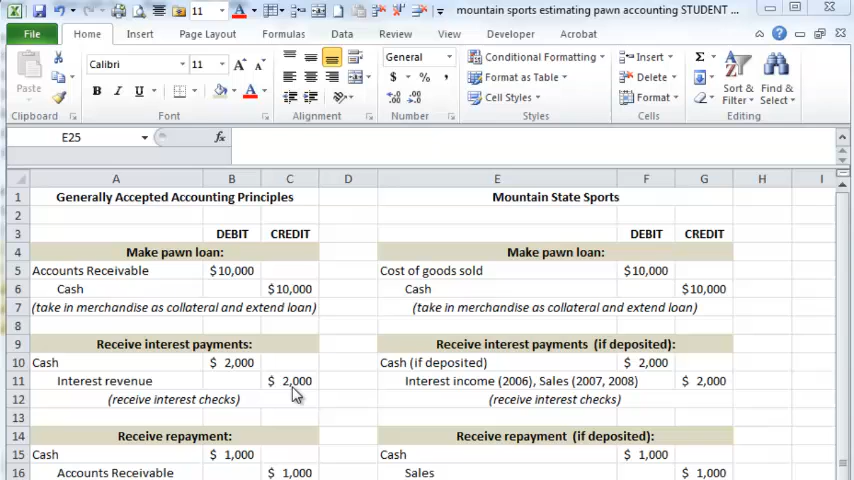 11
mountain sports estimating pawn accounting STUDENT ...
File Home Insert Page Layout Formulas Data Review View Developer Acrobat
Calibri 11 General Conditional Formatting Insert
Paste B I U $ % , Format as Table Delete Sort & Find &
Cell Styles Format Filter Select
Clipboard Font Alignment Number Styles Cells Editing
E25 fx
A B C D E F G H I
1 Generally Accepted Accounting Principles Mountain State Sports
2
3 DEBIT CREDIT DEBIT CREDIT
4 Make pawn loan: Make pawn loan:
5 Accounts Receivable $10,000 Cost of goods sold $10,000
6 Cash $10,000 Cash $10,000
7 (take in merchandise as collateral and extend loan) (take in merchandise as collateral and extend loan)
8
9 Receive interest payments: Receive interest payments (if deposited):
10 Cash $ 2,000 Cash (if deposited) $ 2,000
11 Interest revenue $ 2,000 Interest income (2006), Sales (2007, 2008) $ 2,000
12 (receive interest checks) (receive interest checks)
13
14 Receive repayment: Receive repayment (if deposited):
15 Cash $ 1,000 Cash $ 1,000
16 Accounts Receivable $ 1,000 Sales $ 1,000